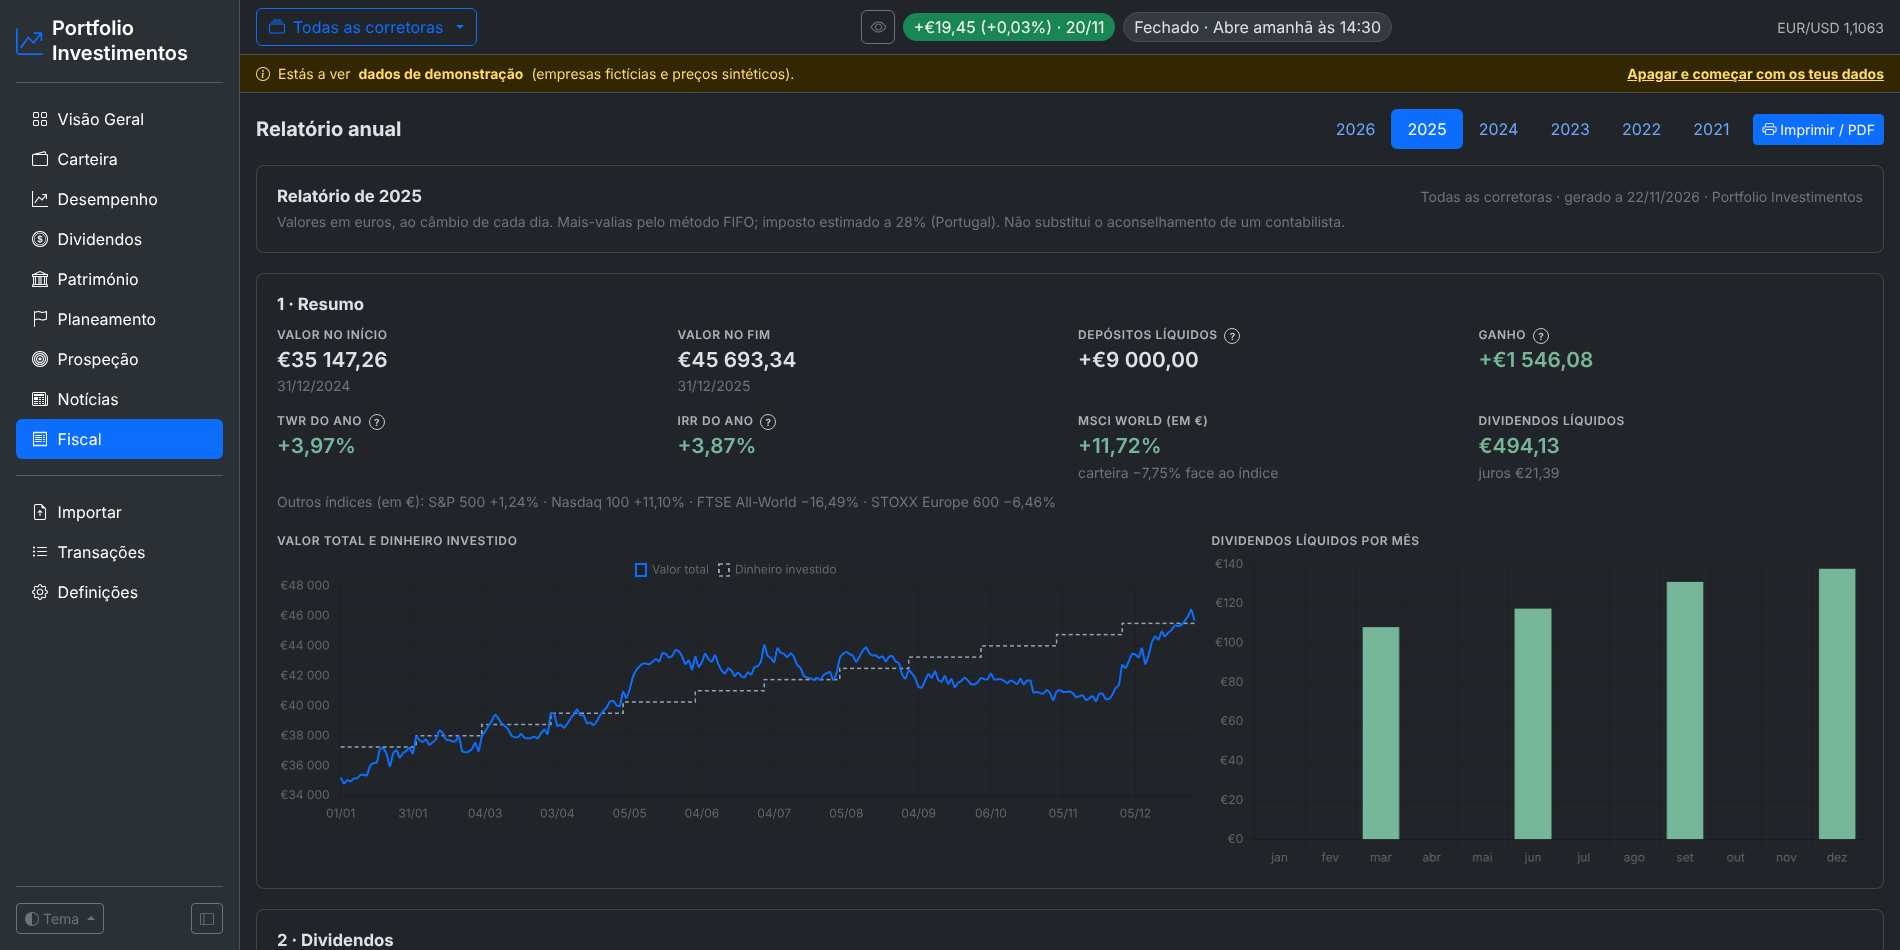 Portfolio
Investimentos
Visão Geral
Carteira
Desempenho
Dividendos
Património
Planeamento
Prospeção
Notícias
Fiscal
Importar
Transações
Definições
Tema
Todas as corretoras
+€19,45 (+0,03%) · 20/11
Fechado · Abre amanhã às 14:30
EUR/USD 1,1063
Estás a ver dados de demonstração (empresas fictícias e preços sintéticos).
Apagar e começar com os teus dados
Relatório anual
2026 2025 2024 2023 2022 2021
Imprimir / PDF
Relatório de 2025
Todas as corretoras · gerado a 22/11/2026 · Portfolio Investimentos
Valores em euros, ao câmbio de cada dia. Mais-valias pelo método FIFO; imposto estimado a 28% (Portugal). Não substitui o aconselhamento de um contabilista.
1 · Resumo
VALOR NO INÍCIO
€35 147,26
31/12/2024
VALOR NO FIM
€45 693,34
31/12/2025
DEPÓSITOS LÍQUIDOS ?
+€9 000,00
GANHO ?
+€1 546,08
TWR DO ANO ?
+3,97%
IRR DO ANO ?
+3,87%
MSCI WORLD (EM €)
+11,72%
carteira −7,75% face ao índice
DIVIDENDOS LÍQUIDOS
€494,13
juros €21,39
Outros índices (em €): S&P 500 +1,24% · Nasdaq 100 +11,10% · FTSE All-World −16,49% · STOXX Europe 600 −6,46%
VALOR TOTAL E DINHEIRO INVESTIDO
Valor total Dinheiro investido
€48 000
€46 000
€44 000
€42 000
€40 000
€38 000
€36 000
€34 000
01/01 31/01 04/03 03/04 05/05 04/06 04/07 05/08 04/09 06/10 05/11 05/12
DIVIDENDOS LÍQUIDOS POR MÊS
€140
€120
€100
€80
€60
€40
€20
€0
jan fev mar abr mai jun jul ago set out nov dez
2 · Dividendos